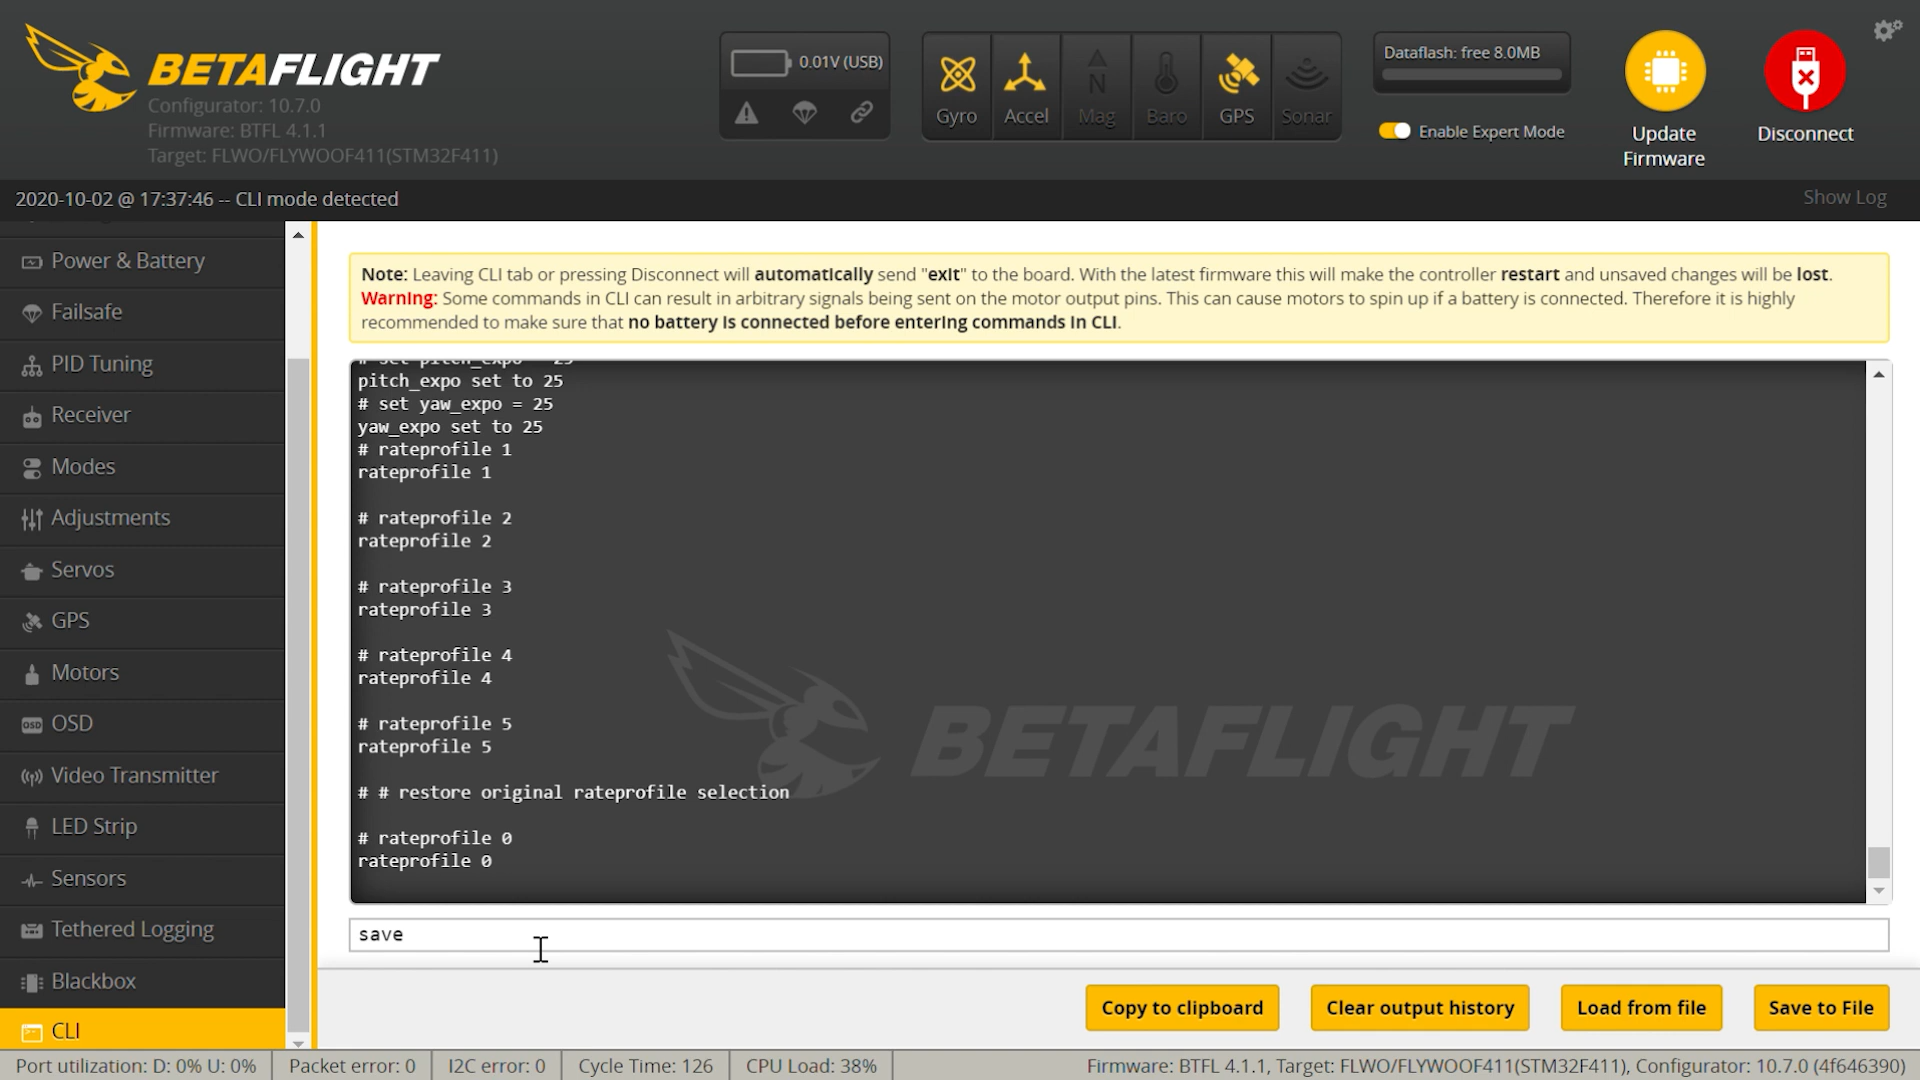 BETAFLIGHT
Configurator: 10.7.0
Firmware: BTFL 4.1.1
Target: FLWO/FLYWOOF411(STM32F411)
0.01V (USB)
Gyro
Accel
Mag
Baro
GPS
Sonar
Dataflash: free 8.0MB
Enable Expert Mode
Update
Firmware
Disconnect
2020-10-02 @ 17:37:46 -- CLI mode detected
Show Log
Power & Battery
Failsafe
PID Tuning
Receiver
Modes
Adjustments
Servos
GPS
Motors
OSD
OSD
Video Transmitter
LED Strip
Sensors
Tethered Logging
Blackbox
CLI
Note: Leaving CLI tab or pressing Disconnect will automatically send "exit" to the board. With the latest firmware this will make the controller restart and unsaved changes will be lost.
Warning: Some commands in CLI can result in arbitrary signals being sent on the motor output pins. This can cause motors to spin up if a battery is connected. Therefore it is highly
recommended to make sure that no battery is connected before entering commands in CLI.
# set pitch_expo = 25
pitch_expo set to 25
# set yaw_expo = 25
yaw_expo set to 25
# rateprofile 1
rateprofile 1
# rateprofile 2
rateprofile 2
# rateprofile 3
rateprofile 3
# rateprofile 4
rateprofile 4
# rateprofile 5
rateprofile 5
# # restore original rateprofile selection
# rateprofile 0
rateprofile 0
BETAFLIGHT
save
Copy to clipboard
Clear output history
Load from file
Save to File
Port utilization: D: 0% U: 0%
Packet error: 0
I2C error: 0
Cycle Time: 126
CPU Load: 38%
Firmware: BTFL 4.1.1, Target: FLWO/FLYWOOF411(STM32F411), Configurator: 10.7.0 (4f646390)